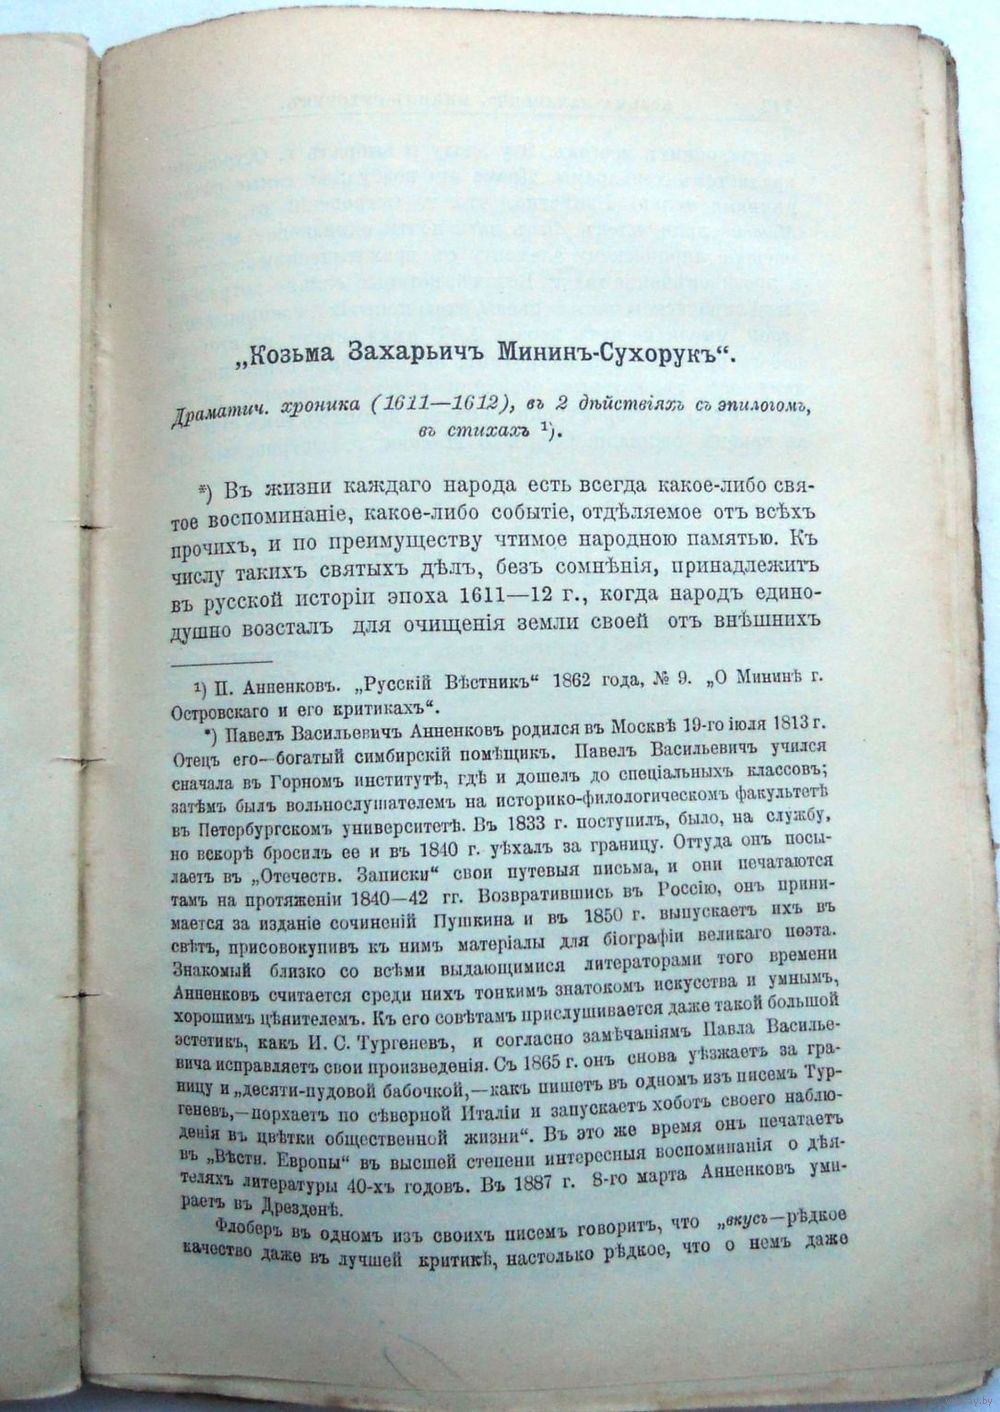 „Козьма Захарьичъ Мининъ-Сухорукъ“.
Драматич. хроника (1611—1612), въ 2 дѣйствіяхъ съ эпилогомъ,
въ стихахъ ¹).
*) Въ жизни каждаго народа есть всегда какое-либо свя-
тое воспоминаніе, какое-либо событіе, отдѣляемое отъ всѣхъ
прочихъ, и по преимуществу чтимое народною памятью. Къ
числу такихъ святыхъ дѣлъ, безъ сомнѣнія, принадлежитъ
въ русской исторіи эпоха 1611—12 г., когда народъ едино-
душно возсталъ для очищенія земли своей отъ внѣшнихъ
¹) П. Анненковъ. „Русскій Вѣстникъ“ 1862 года, № 9. „О Мининѣ г.
Островскаго и его критикахъ“.
*) Павелъ Васильевичъ Анненковъ родился въ Москвѣ 19-го іюля 1813 г.
Отецъ его—богатый симбирскій помѣщикъ. Павелъ Васильевичъ учился
сначала въ Горномъ институтѣ, гдѣ и дошелъ до спеціальныхъ классовъ;
затѣмъ былъ вольнослушателемъ на историко-филологическомъ факультетѣ
въ Петербургскомъ университетѣ. Въ 1833 г. поступилъ, было, на службу,
но вскорѣ бросилъ ее и въ 1840 г. уѣхалъ за границу. Оттуда онъ посы-
лаетъ въ „Отечеств. Записки“ свои путевыя письма, и они печатаются
тамъ на протяженіи 1840—42 гг. Возвратившись въ Россію, онъ прини-
мается за изданіе сочиненій Пушкина и въ 1850 г. выпускаетъ ихъ въ
свѣтъ, присовокупивъ къ нимъ матеріалы для біографіи великаго поэта.
Знакомый близко со всѣми выдающимися литераторами того времени
Анненковъ считается среди нихъ тонкимъ знатокомъ искусства и умнымъ,
хорошимъ цѣнителемъ. Къ его совѣтамъ прислушивается даже такой большой
эстетикъ, какъ И. С. Тургеневъ, и согласно замѣчаніямъ Павла Василье-
вича исправляетъ свои произведенія. Съ 1865 г. онъ снова уѣзжаетъ за гра-
ницу и „десяти-пудовой бабочкой,—какъ пишетъ въ одномъ изъ писемъ Тур-
геневъ,—порхаетъ по сѣверной Италіи и запускаетъ хоботъ своего наблю-
денія въ цвѣтки общественной жизни“. Въ это же время онъ печатаетъ
въ „Вѣстн. Европы“ въ высшей степени интересныя воспоминанія о дѣя-
теляхъ литературы 40-хъ годовъ. Въ 1887 г. 8-го марта Анненковъ уми-
раетъ въ Дрезденѣ.
Флоберъ въ одномъ изъ своихъ писемъ говоритъ, что „вкусъ—рѣдкое
качество даже въ лучшей критикѣ, настолько рѣдкое, что о немъ даже